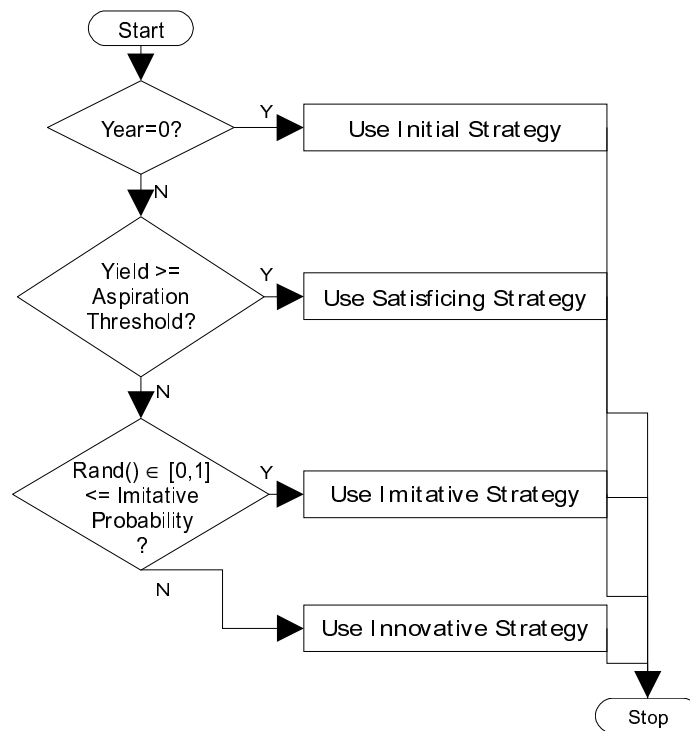 Start
Year=0?
Y
Use Initial Strategy
N
Yield >=
Aspiration
Threshold?
Y
Use Satisficing Strategy
N
Rand() ∈ [0,1]
<= Imitative
Probability
?
Y
Use Imitative Strategy
N
Use Innovative Strategy
Stop